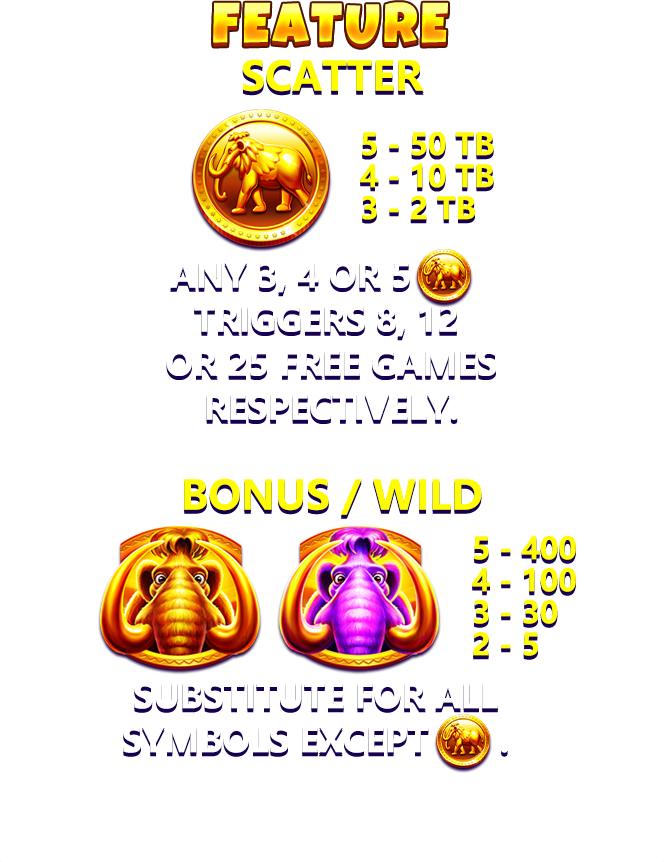 FEATURE
SCATTER
5 - 50 TB
4 - 10 TB
3 - 2 TB
ANY 3, 4 OR 5
TRIGGERS 8, 12
OR 25 FREE GAMES
RESPECTIVELY.
BONUS / WILD
5 - 400
4 - 100
3 - 30
2 - 5
SUBSTITUTE FOR ALL
SYMBOLS EXCEPT .